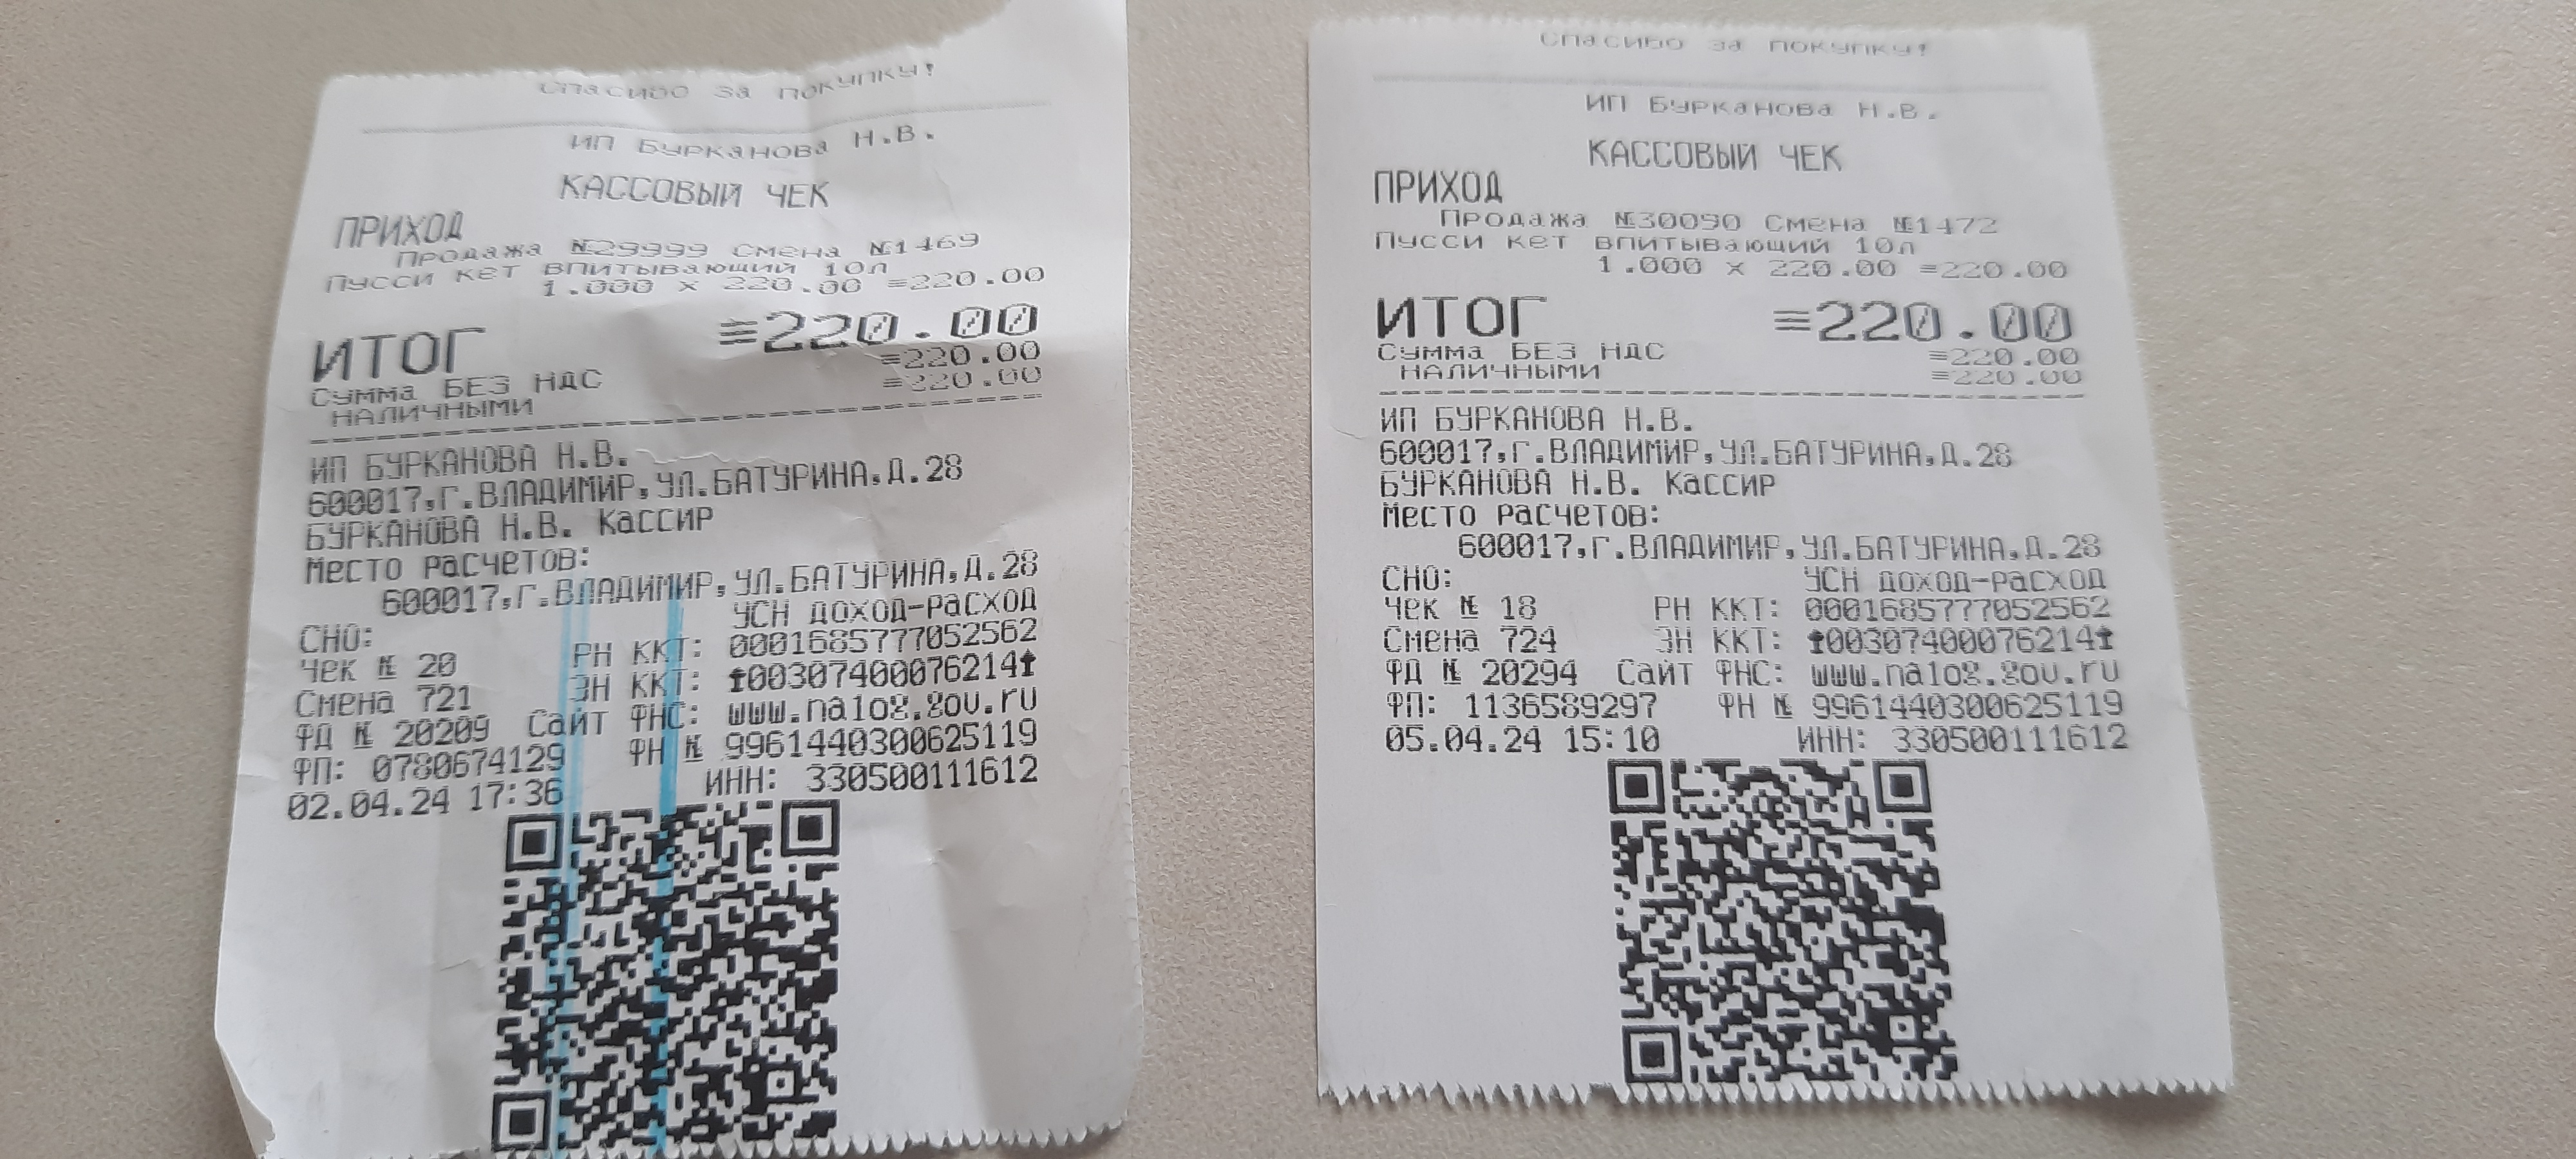 Спасибо за покупку!
ИП Бурканова Н.В.
КАССОВЫЙ ЧЕК
ПРИХОД
Продажа №29999 Смена №1469
Пусси кет впитывающий 10л
1.000 x 220.00 ≡220.00
ИТОГ ≡220.00
Сумма БЕЗ НДС ≡220.00
НАЛИЧНЫМИ ≡220.00
ИП БУРКАНОВА Н.В.
600017,Г.ВЛАДИМИР,УЛ.БАТУРИНА,Д.28
БУРКАНОВА Н.В. Кассир
Место расчетов:
600017,Г.ВЛАДИМИР,УЛ.БАТУРИНА,Д.28
СНО: УСН доход-расход
Чек № 20 РН ККТ: 0001685777052562
Смена 721 ЗН ККТ: 00307400076214
ФД № 20209 Сайт ФНС: www.nalog.gov.ru
ФП: 0780674129 ФН № 9961440300625119
02.04.24 17:36 ИНН: 330500111612
Спасибо за покупку!
ИП Бурканова Н.В.
КАССОВЫЙ ЧЕК
ПРИХОД
Продажа №30090 Смена №1472
Пусси кет впитывающий 10л
1.000 x 220.00 ≡220.00
ИТОГ ≡220.00
Сумма БЕЗ НДС ≡220.00
НАЛИЧНЫМИ ≡220.00
ИП БУРКАНОВА Н.В.
600017,Г.ВЛАДИМИР,УЛ.БАТУРИНА,Д.28
БУРКАНОВА Н.В. Кассир
Место расчетов:
600017,Г.ВЛАДИМИР,УЛ.БАТУРИНА,Д.28
СНО: УСН доход-расход
Чек № 18 РН ККТ: 0001685777052562
Смена 724 ЗН ККТ: 00307400076214
ФД № 20294 Сайт ФНС: www.nalog.gov.ru
ФП: 1136589297 ФН № 9961440300625119
05.04.24 15:10 ИНН: 330500111612